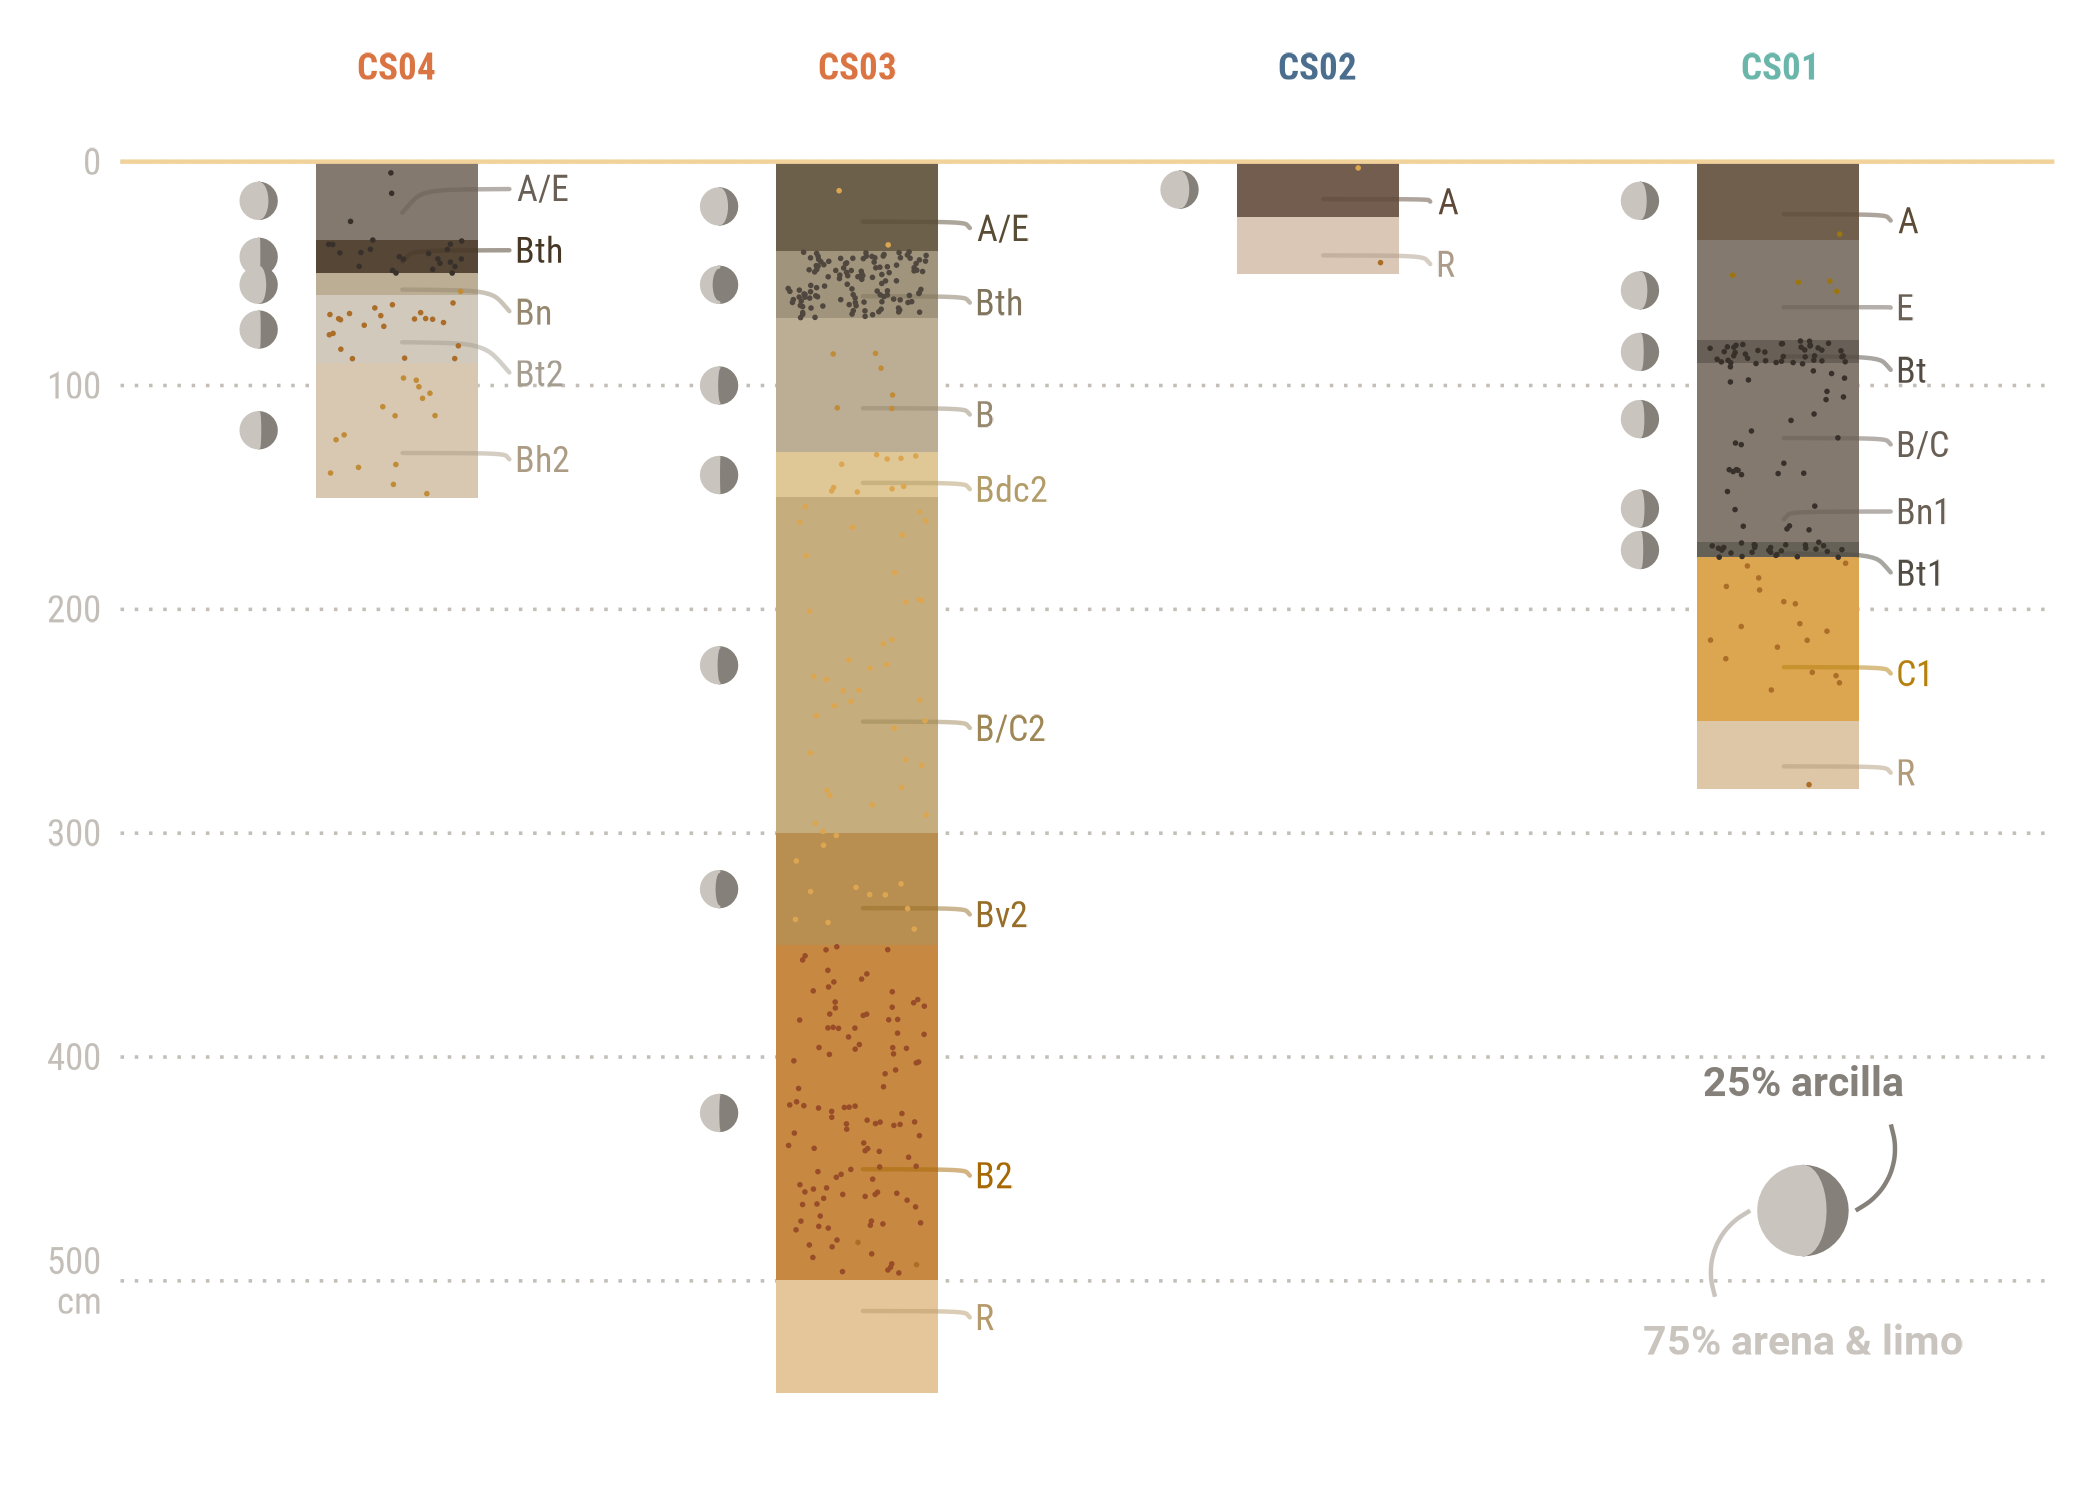 CS04
CS03
CS02
CS01
0
100
200
300
400
500
cm
A/E
Bth
Bn
Bt2
Bh2
A/E
Bth
B
Bdc2
B/C2
Bv2
B2
R
A
R
A
E
Bt
B/C
Bn1
Bt1
C1
R
25% arcilla
75% arena & limo